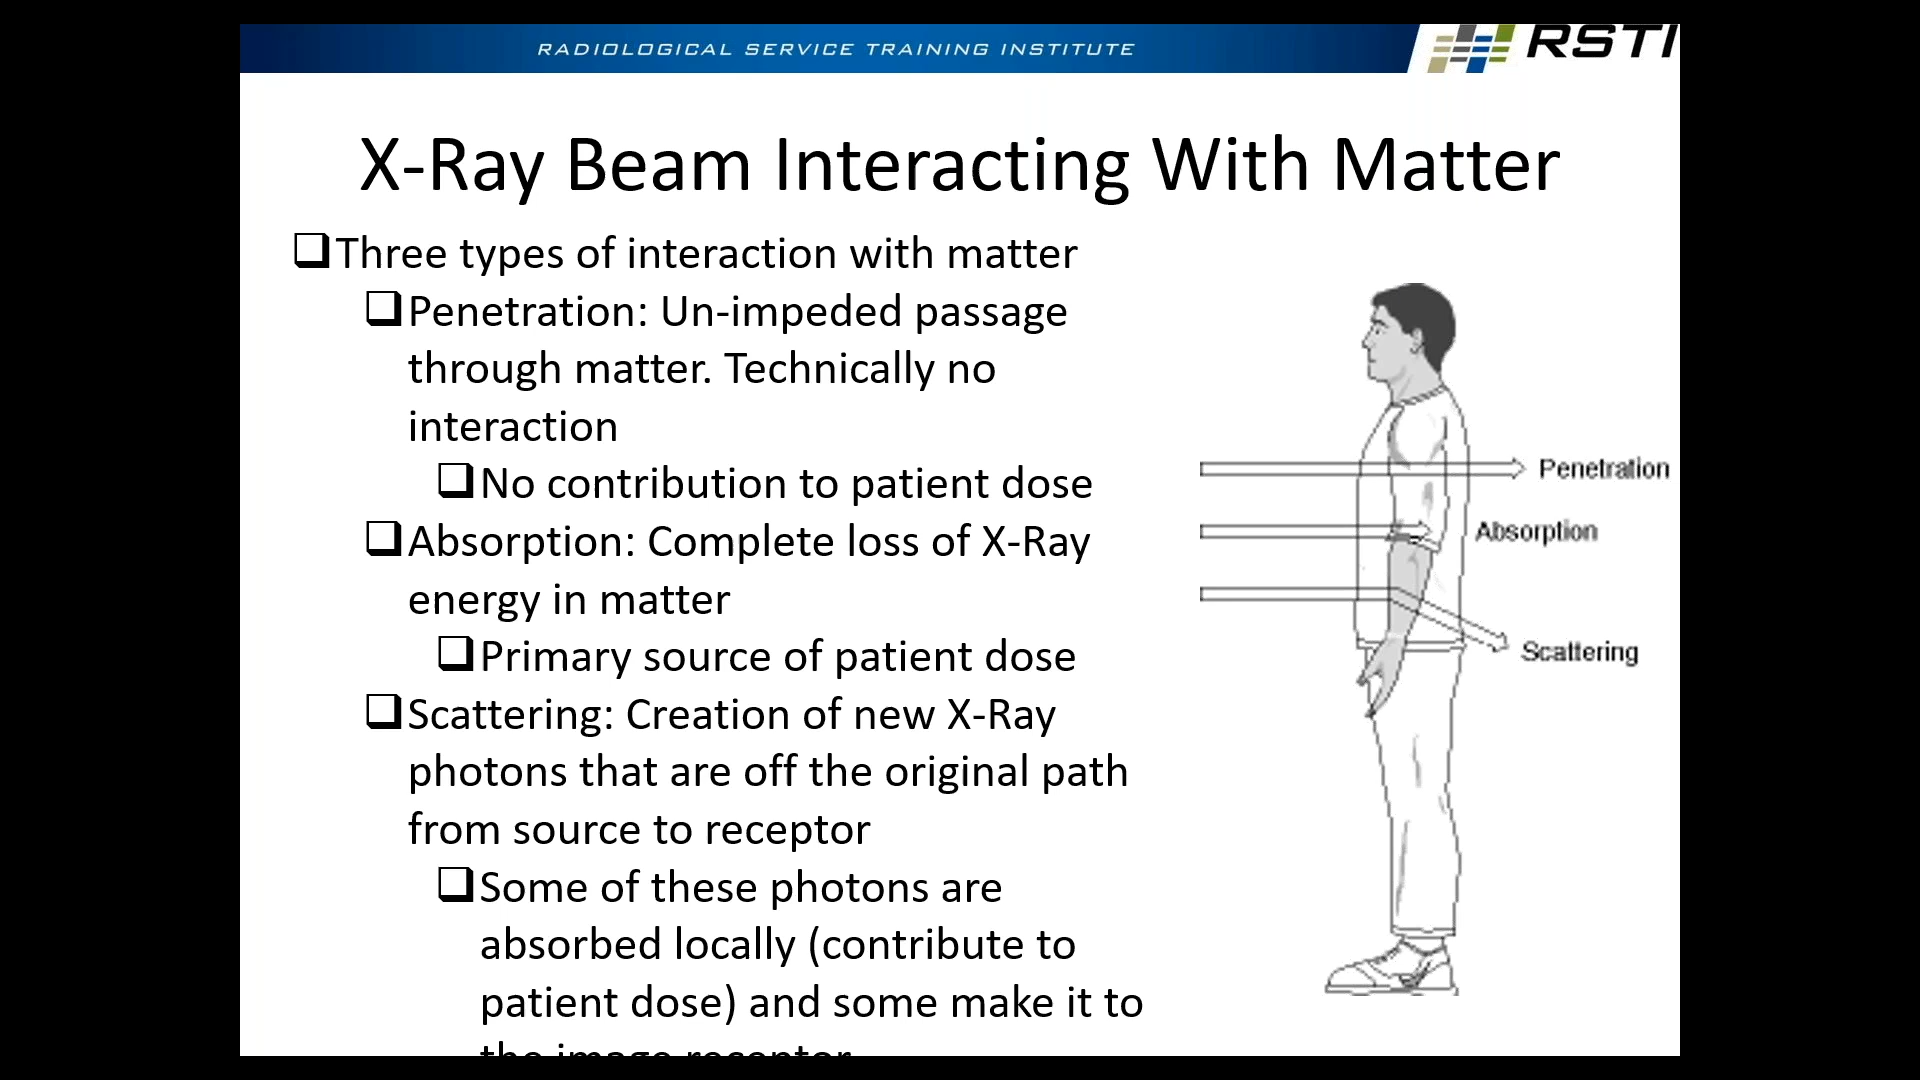 RADIOLOGICAL SERVICE TRAINING INSTITUTE
RSTI
X-Ray Beam Interacting With Matter
Three types of interaction with matter
Penetration: Un-impeded passage
through matter. Technically no
interaction
No contribution to patient dose
Absorption: Complete loss of X-Ray
energy in matter
Primary source of patient dose
Scattering: Creation of new X-Ray
photons that are off the original path
from source to receptor
Some of these photons are
absorbed locally (contribute to
patient dose) and some make it to
the image receptor
Penetration
Absorption
Scattering